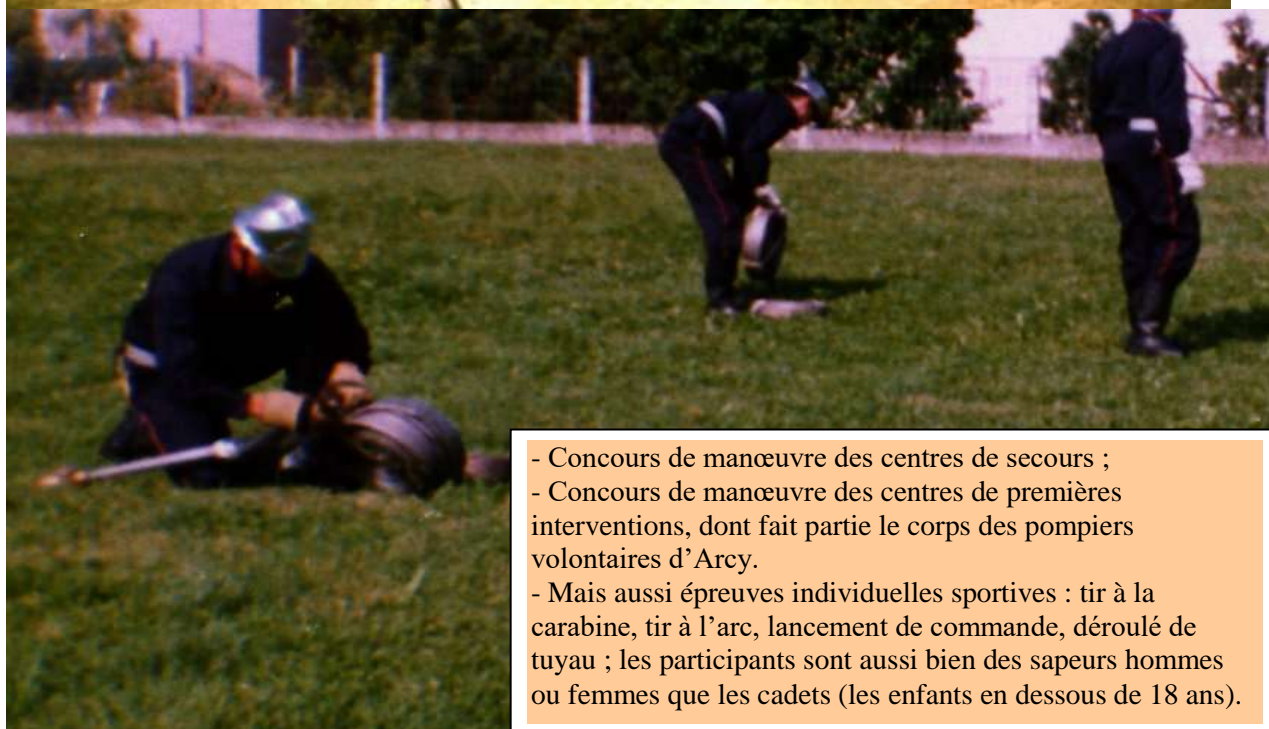 - Concours de manœuvre des centres de secours ;
- Concours de manœuvre des centres de premières
interventions, dont fait partie le corps des pompiers
volontaires d’Arcy.
- Mais aussi épreuves individuelles sportives : tir à la
carabine, tir à l’arc, lancement de commande, déroulé de
tuyau ; les participants sont aussi bien des sapeurs hommes
ou femmes que les cadets (les enfants en dessous de 18 ans).